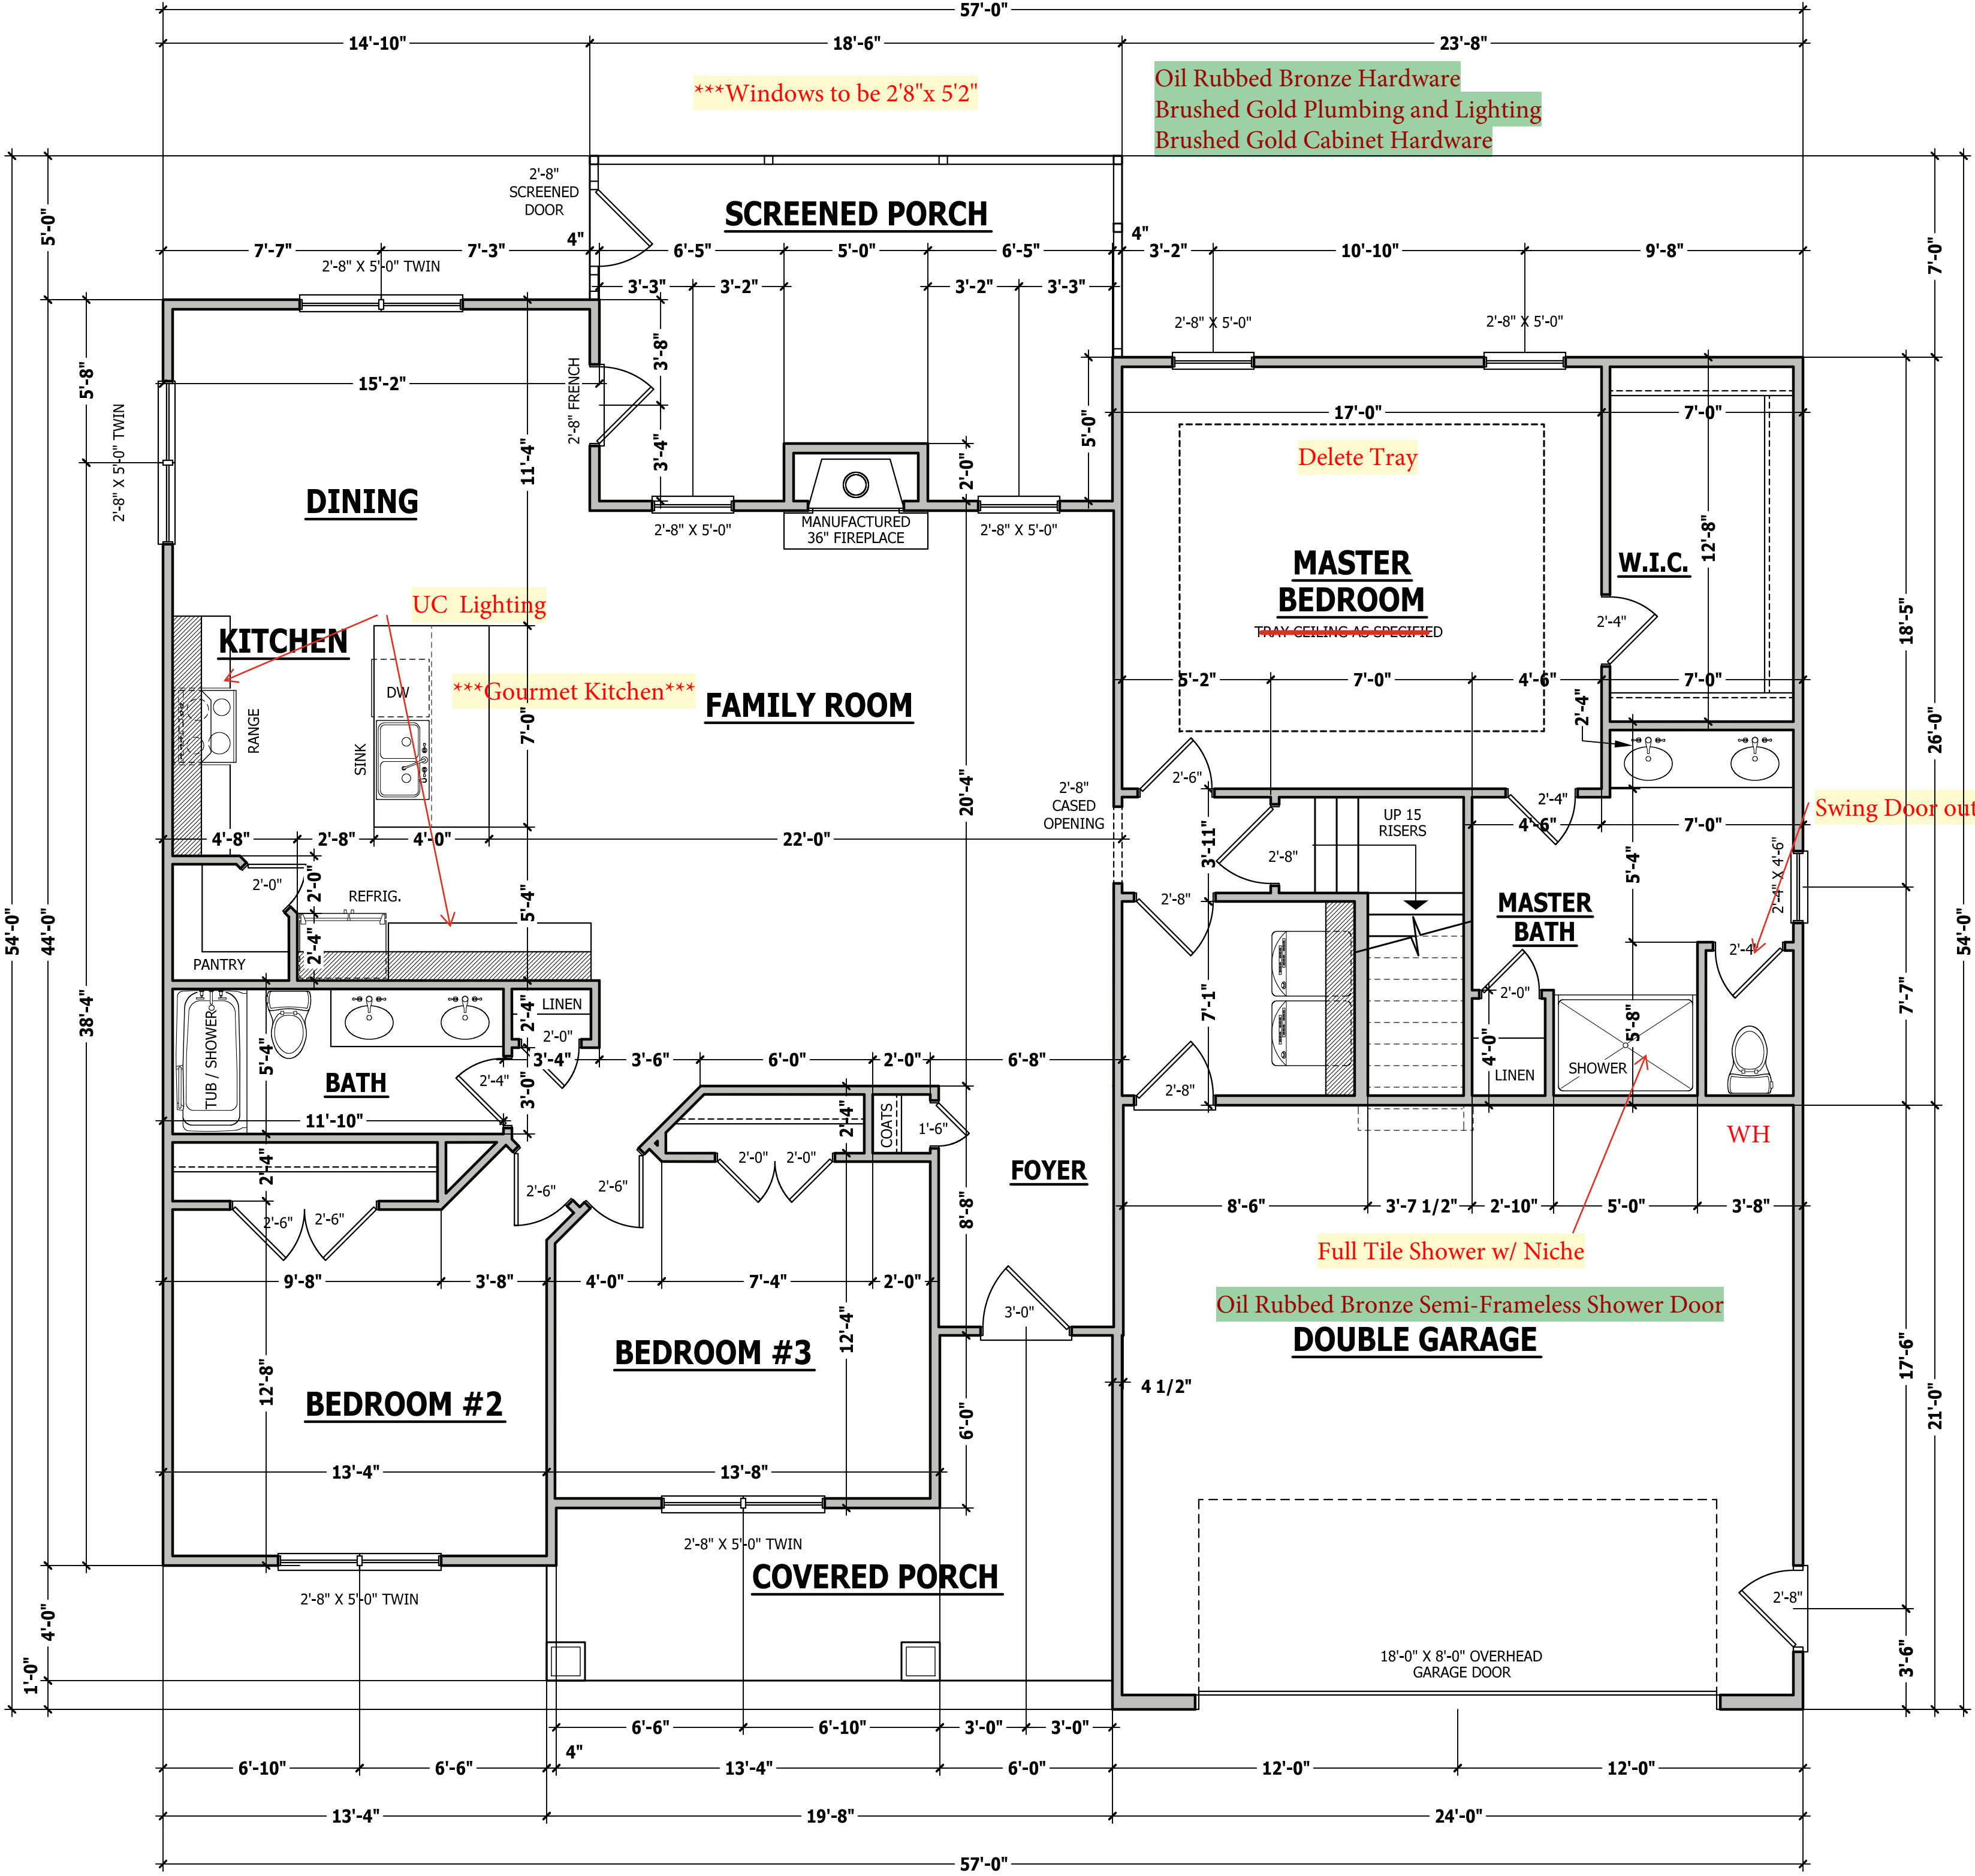 57'-0"
14'-10"
18'-6"
23'-8"
***Windows to be 2'8"x 5'2"
Oil Rubbed Bronze Hardware
Brushed Gold Plumbing and Lighting
Brushed Gold Cabinet Hardware
2'-8"
SCREENED
DOOR
SCREENED PORCH
5'-0"
4"
4"
7'-0"
7'-7"
7'-3"
6'-5"
5'-0"
6'-5"
3'-2"
10'-10"
9'-8"
2'-8" X 5'-0" TWIN
3'-3"
3'-2"
3'-2"
3'-3"
2'-8" X 5'-0"
2'-8" X 5'-0"
5'-8"
15'-2"
3'-8"
2'-8" FRENCH
3'-4"
2'-8" X 5'-0" TWIN
11'-4"
2'-0"
5'-0"
17'-0"
7'-0"
Delete Tray
DINING
MANUFACTURED
36" FIREPLACE
2'-8" X 5'-0"
2'-8" X 5'-0"
12'-8"
W.I.C.
MASTER
BEDROOM
TRAY CEILING AS SPECIFIED
2'-4"
18'-5"
UC  Lighting
KITCHEN
DW
***Gourmet Kitchen***
FAMILY ROOM
5'-2"
7'-0"
4'-6"
7'-0"
2'-4"
26'-0"
RANGE
SINK
7'-0"
20'-4"
2'-6"
2'-8"
CASED
OPENING
2'-4"
UP 15
RISERS
Swing Door out
4'-8"
2'-8"
4'-0"
22'-0"
3'-11"
2'-8"
4'-6"
7'-0"
5'-4"
2'-4" X 4'-6"
2'-0"
2'-0"
REFRIG.
5'-4"
2'-8"
MASTER
BATH
54'-0"
44'-0"
54'-0"
PANTRY
2'-4"
2'-4"
38'-4"
TUB / SHOWER
LINEN
2'-4"
2'-0"
7'-1"
2'-0"
5'-8"
7'-7"
5'-4"
BATH
2'-4"
3'-4"
3'-0"
3'-6"
6'-0"
2'-0"
6'-8"
2'-8"
4'-0"
LINEN
SHOWER
11'-10"
2'-4"
COATS
1'-6"
WH
2'-4"
2'-0"
2'-0"
FOYER
2'-6"
2'-6"
2'-6"
2'-6"
8'-8"
8'-6"
3'-7 1/2"
2'-10"
5'-0"
3'-8"
Full Tile Shower w/ Niche
9'-8"
3'-8"
4'-0"
7'-4"
2'-0"
3'-0"
Oil Rubbed Bronze Semi-Frameless Shower Door
DOUBLE GARAGE
12'-4"
BEDROOM #3
12'-8"
BEDROOM #2
4 1/2"
17'-6"
21'-0"
6'-0"
13'-4"
13'-8"
2'-8" X 5'-0" TWIN
COVERED PORCH
2'-8" X 5'-0" TWIN
2'-8"
4'-0"
1'-0"
18'-0" X 8'-0" OVERHEAD
GARAGE DOOR
3'-6"
6'-6"
6'-10"
3'-0"
3'-0"
4"
6'-10"
6'-6"
13'-4"
6'-0"
12'-0"
12'-0"
13'-4"
19'-8"
24'-0"
57'-0"